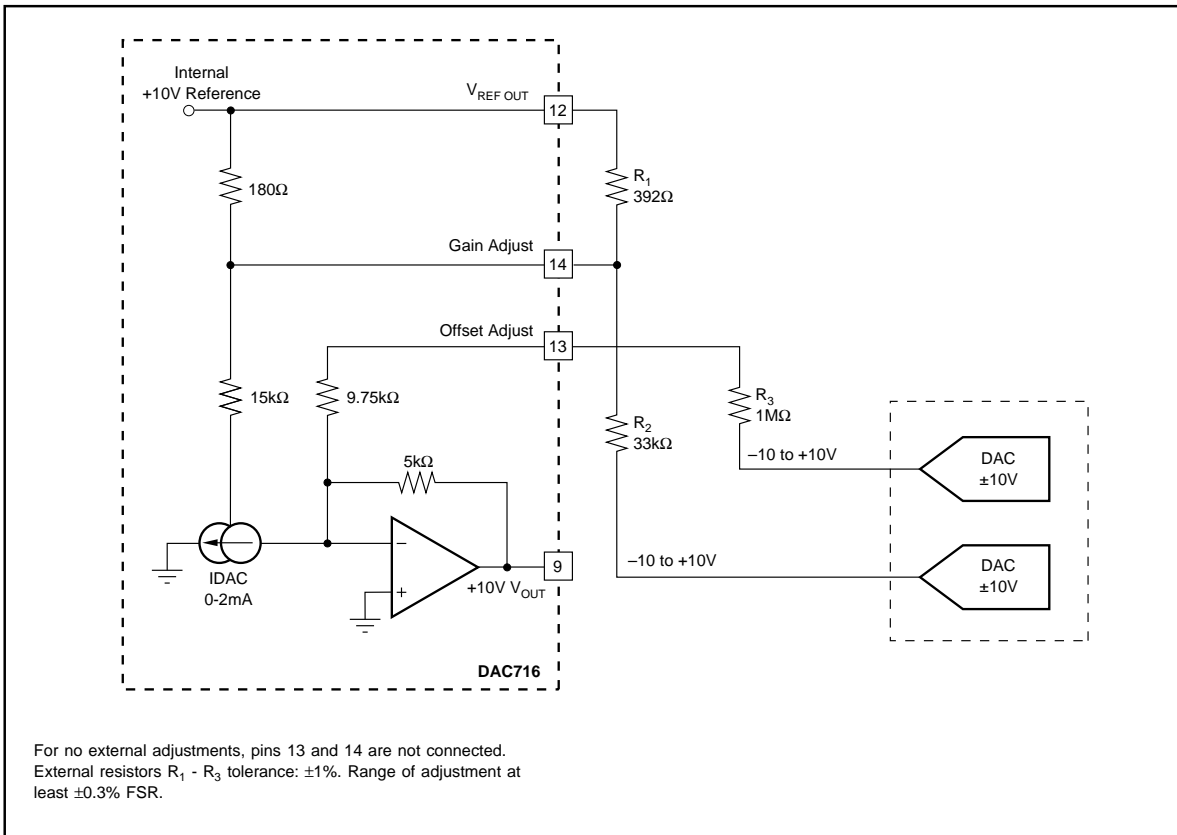 Internal
+10V Reference
V_REF OUT
12
180Ω
R₁
392Ω
Gain Adjust
14
Offset Adjust
13
15kΩ
9.75kΩ
R₃
1MΩ
R₂
33kΩ
5kΩ
–10 to +10V
DAC
±10V
IDAC
0-2mA
–
+
+10V V_OUT
9
–10 to +10V
DAC
±10V
DAC716
For no external adjustments, pins 13 and 14 are not connected.
External resistors R₁ - R₃ tolerance: ±1%. Range of adjustment at
least ±0.3% FSR.